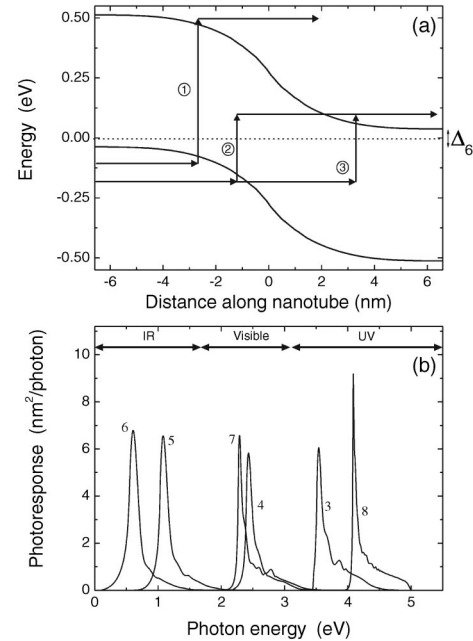 (a)
0.50
0.25
0.00
-0.25
-0.50
Energy (eV)
①
②
③
Δ6
-6 -4 -2 0 2 4 6
Distance along nanotube (nm)
IR Visible UV
(b)
10
8
6
4
2
0
Photoresponse (nm²/photon)
6 5 7 4 3 8
0 1 2 3 4 5
Photon energy (eV)